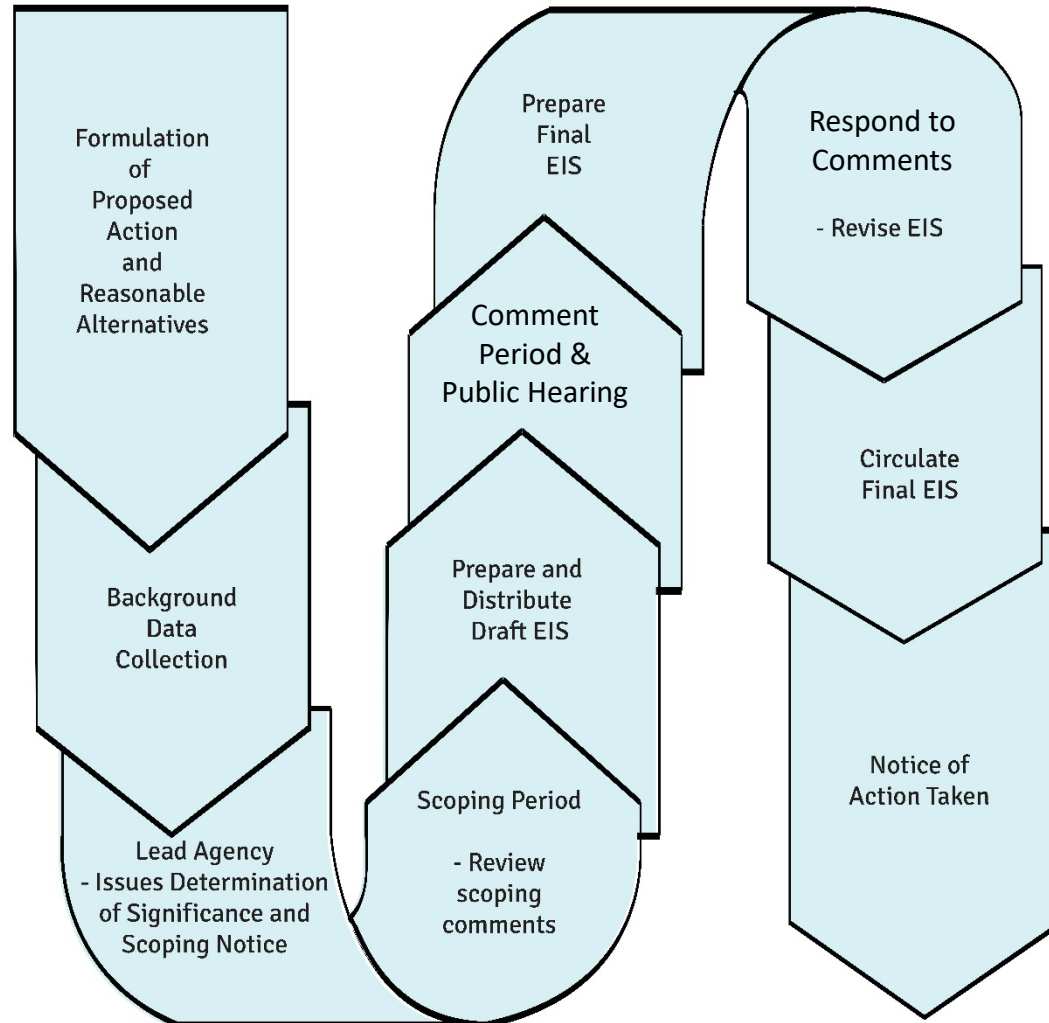 Formulation
of
Proposed
Action
and
Reasonable
Alternatives
Background
Data
Collection
Lead Agency
- Issues Determination
of Significance and
Scoping Notice
Scoping Period
- Review
scoping
comments
Prepare and
Distribute
Draft EIS
Comment
Period &
Public Hearing
Prepare
Final
EIS
Respond to
Comments
- Revise EIS
Circulate
Final EIS
Notice of
Action Taken